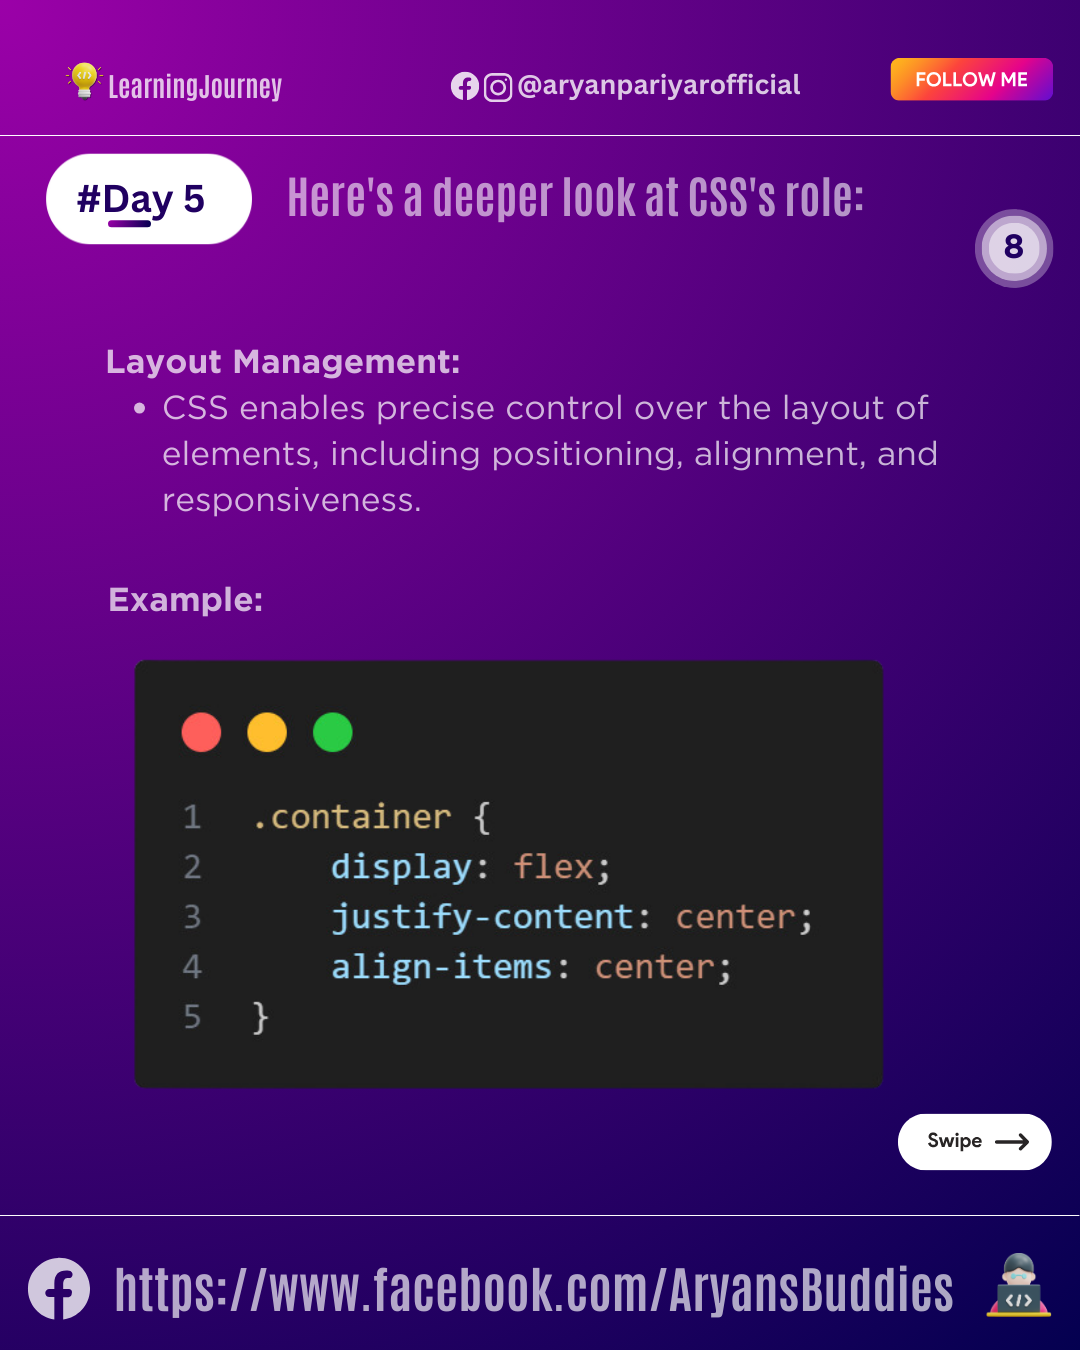 LearningJourney
@aryanpariyarofficial
FOLLOW ME
#Day 5
Here's a deeper look at CSS's role:
8
Layout Management:
• CSS enables precise control over the layout of
elements, including positioning, alignment, and
responsiveness.
Example:
1 .container {
2     display: flex;
3     justify-content: center;
4     align-items: center;
5 }
Swipe
https://www.facebook.com/AryansBuddies